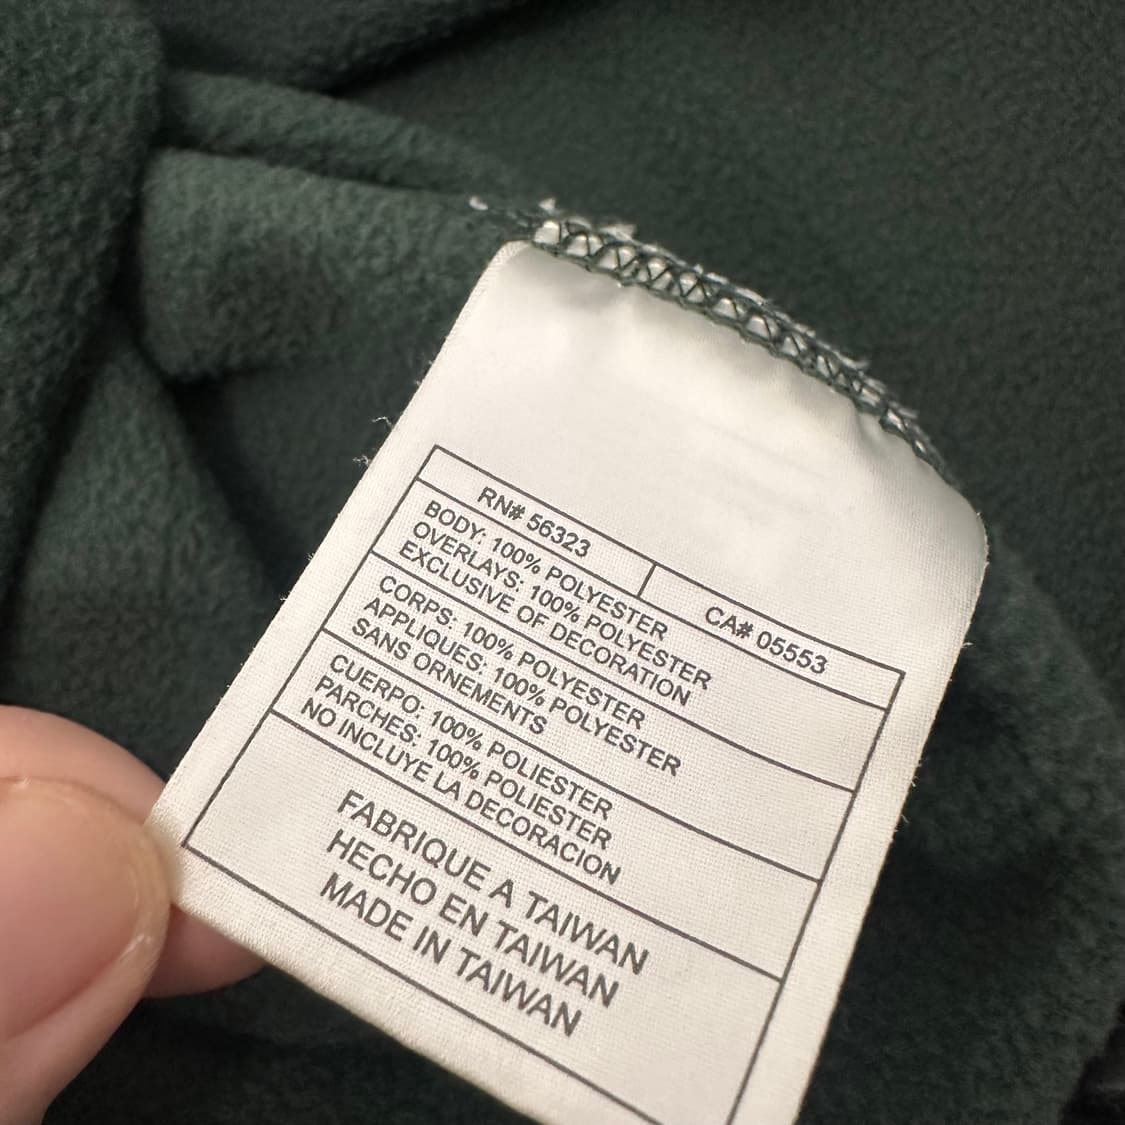 RN# 56323
CA# 05553
BODY: 100% POLYESTER
OVERLAYS: 100% POLYESTER
EXCLUSIVE OF DECORATION
CORPS: 100% POLYESTER
APPLIQUES: 100% POLYESTER
SANS ORNEMENTS
CUERPO: 100% POLIESTER
PARCHES: 100% POLIESTER
NO INCLUYE LA DECORACION
FABRIQUE A TAIWAN
HECHO EN TAIWAN
MADE IN TAIWAN